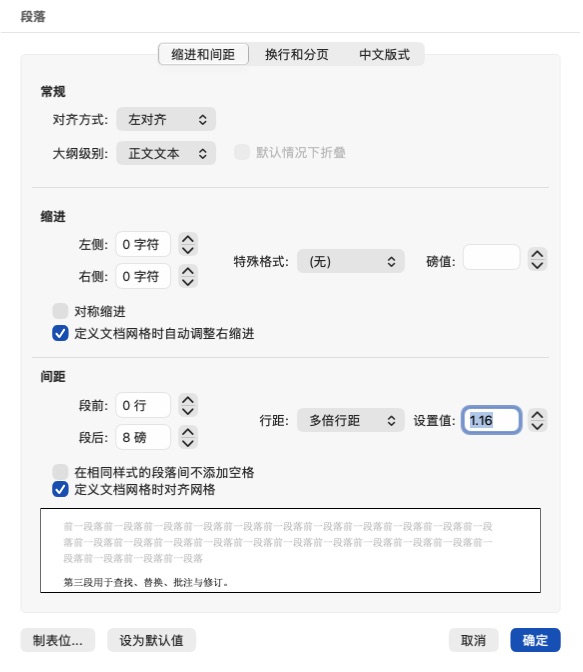 段落
缩进和间距 换行和分页 中文版式
常规
对齐方式: 左对齐
大纲级别: 正文文本 默认情况下折叠
缩进
左侧: 0 字符
右侧: 0 字符
特殊格式: (无) 磅值:
对称缩进
定义文档网格时自动调整右缩进
间距
段前: 0 行
段后: 8 磅
行距: 多倍行距 设置值: 1.16
在相同样式的段落间不添加空格
定义文档网格时对齐网格
前一段落前一段落前一段落前一段落前一段落前一段落前一段落前一段落前一段落前一段落前一段
落前一段落前一段落前一段落前一段落前一段落前一段落前一段落前一段落前一段落前一段落前一
段落前一段落前一段落前一段落
第三段用于查找、替换、批注与修订。
制表位... 设为默认值 取消 确定